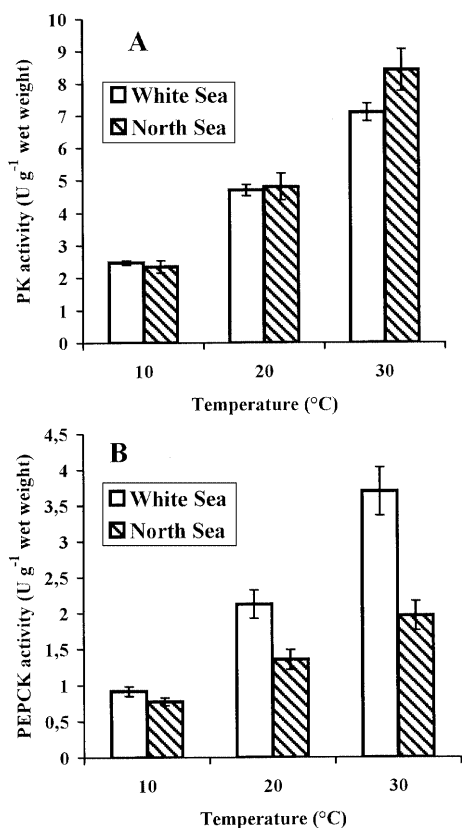 A
White Sea
North Sea
PK activity (U g⁻¹ wet weight)
10
9
8
7
6
5
4
3
2
1
0
10 20 30
Temperature (°C)
B
White Sea
North Sea
PEPCK activity (U g⁻¹ wet weight)
4,5
4
3,5
3
2,5
2
1,5
1
0,5
0
10 20 30
Temperature (°C)